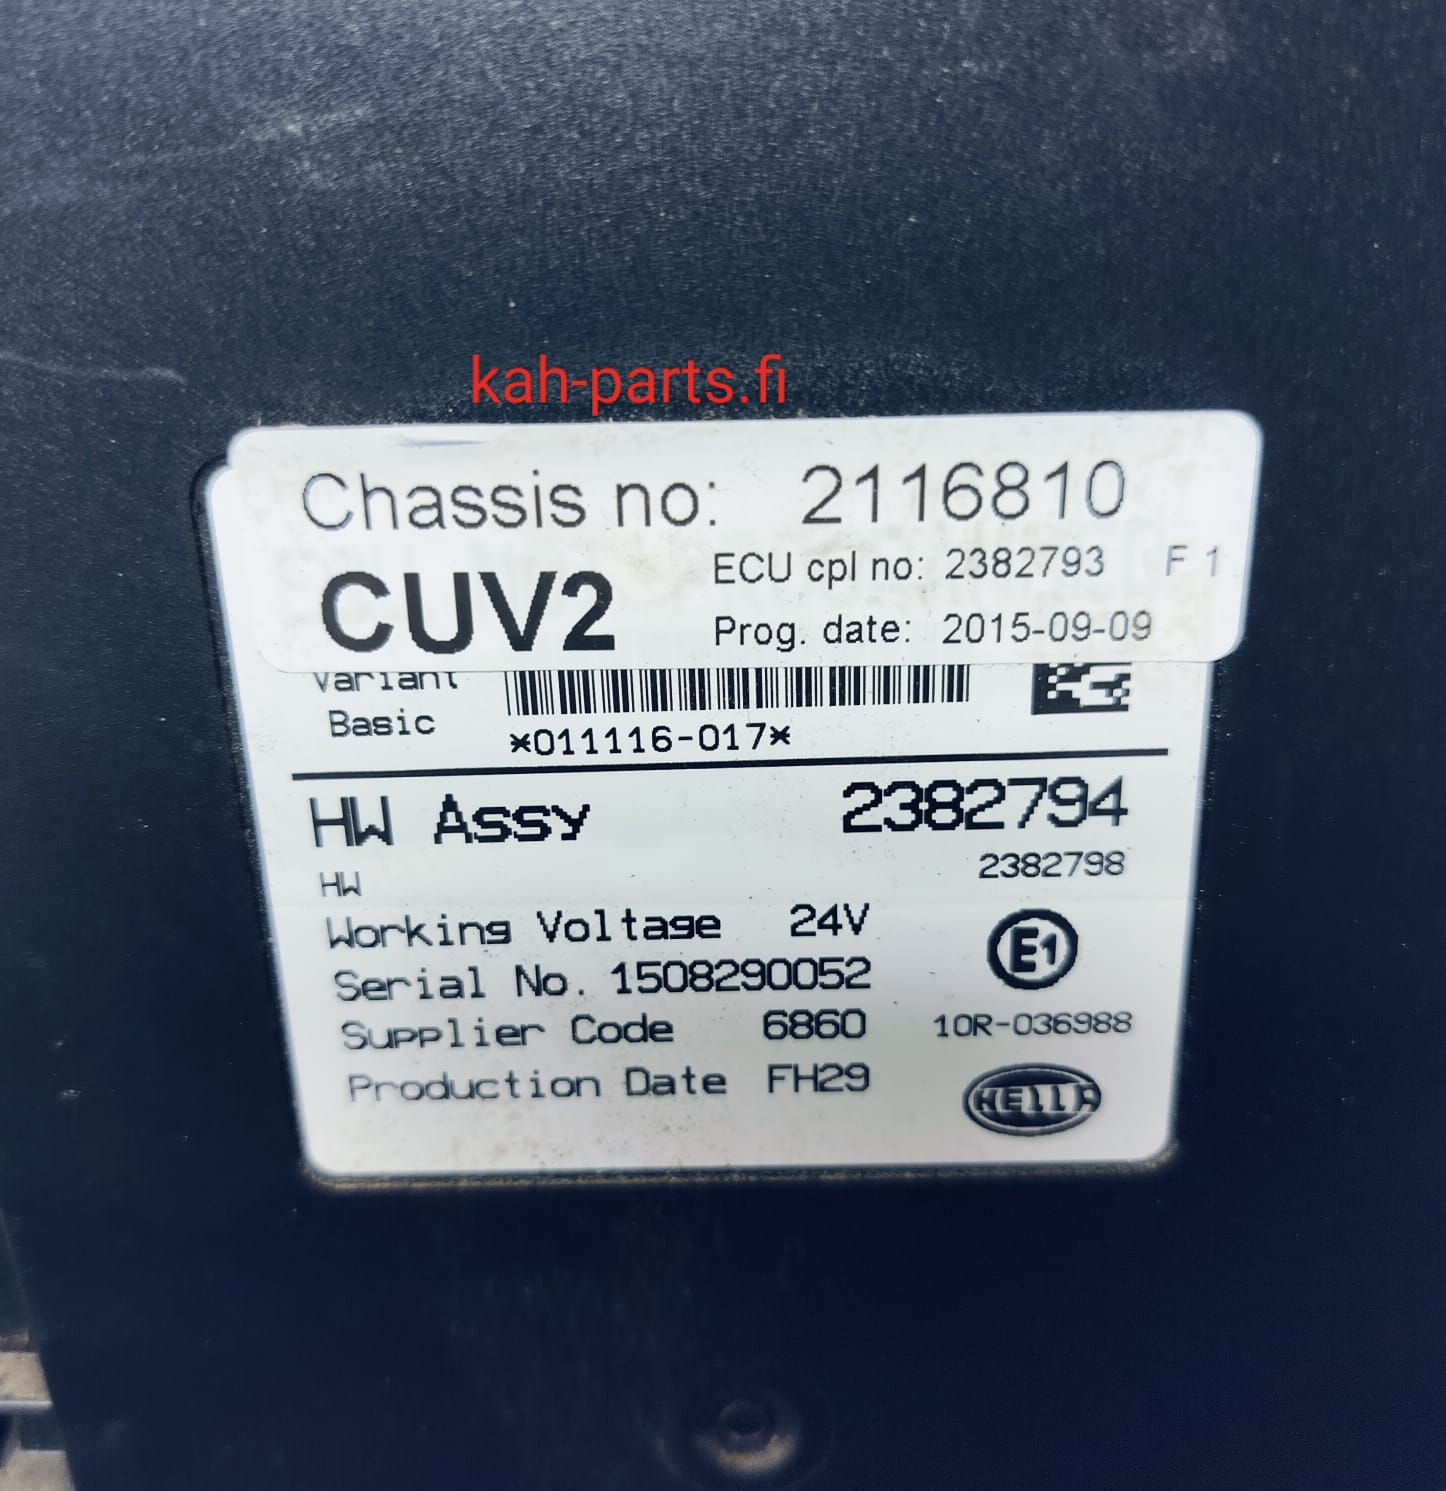 kah-parts.fi
Chassis no: 2116810
CUV2 ECU cpl no: 2382793 F 1
Prog. date: 2015-09-09
Variant
Basic *011116-017*
HW Assy 2382794
HW 2382798
Working Voltage 24V
E1
Serial No. 1508290052
Supplier Code 6860 10R-036988
Production Date FH29
HELLA